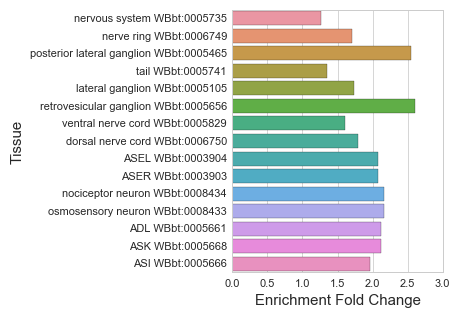 nervous system WBbt:0005735
nerve ring WBbt:0006749
posterior lateral ganglion WBbt:0005465
tail WBbt:0005741
lateral ganglion WBbt:0005105
retrovesicular ganglion WBbt:0005656
ventral nerve cord WBbt:0005829
dorsal nerve cord WBbt:0006750
ASEL WBbt:0003904
ASER WBbt:0003903
nociceptor neuron WBbt:0008434
osmosensory neuron WBbt:0008433
ADL WBbt:0005661
ASK WBbt:0005668
ASI WBbt:0005666
Tissue
0.0 0.5 1.0 1.5 2.0 2.5 3.0
Enrichment Fold Change